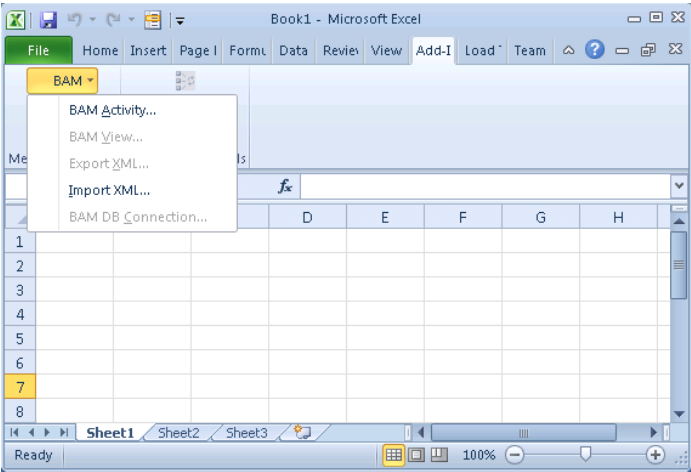 Book1 - Microsoft Excel
File Home Insert Page l Formu Data Review View Add-I Load Team
BAM
BAM Activity...
BAM View...
Export XML...
Import XML...
BAM DB Connection...
Me ls
fx
D E F G H
1
2
3
4
5
6
7
8
Sheet1 Sheet2 Sheet3
Ready 100%